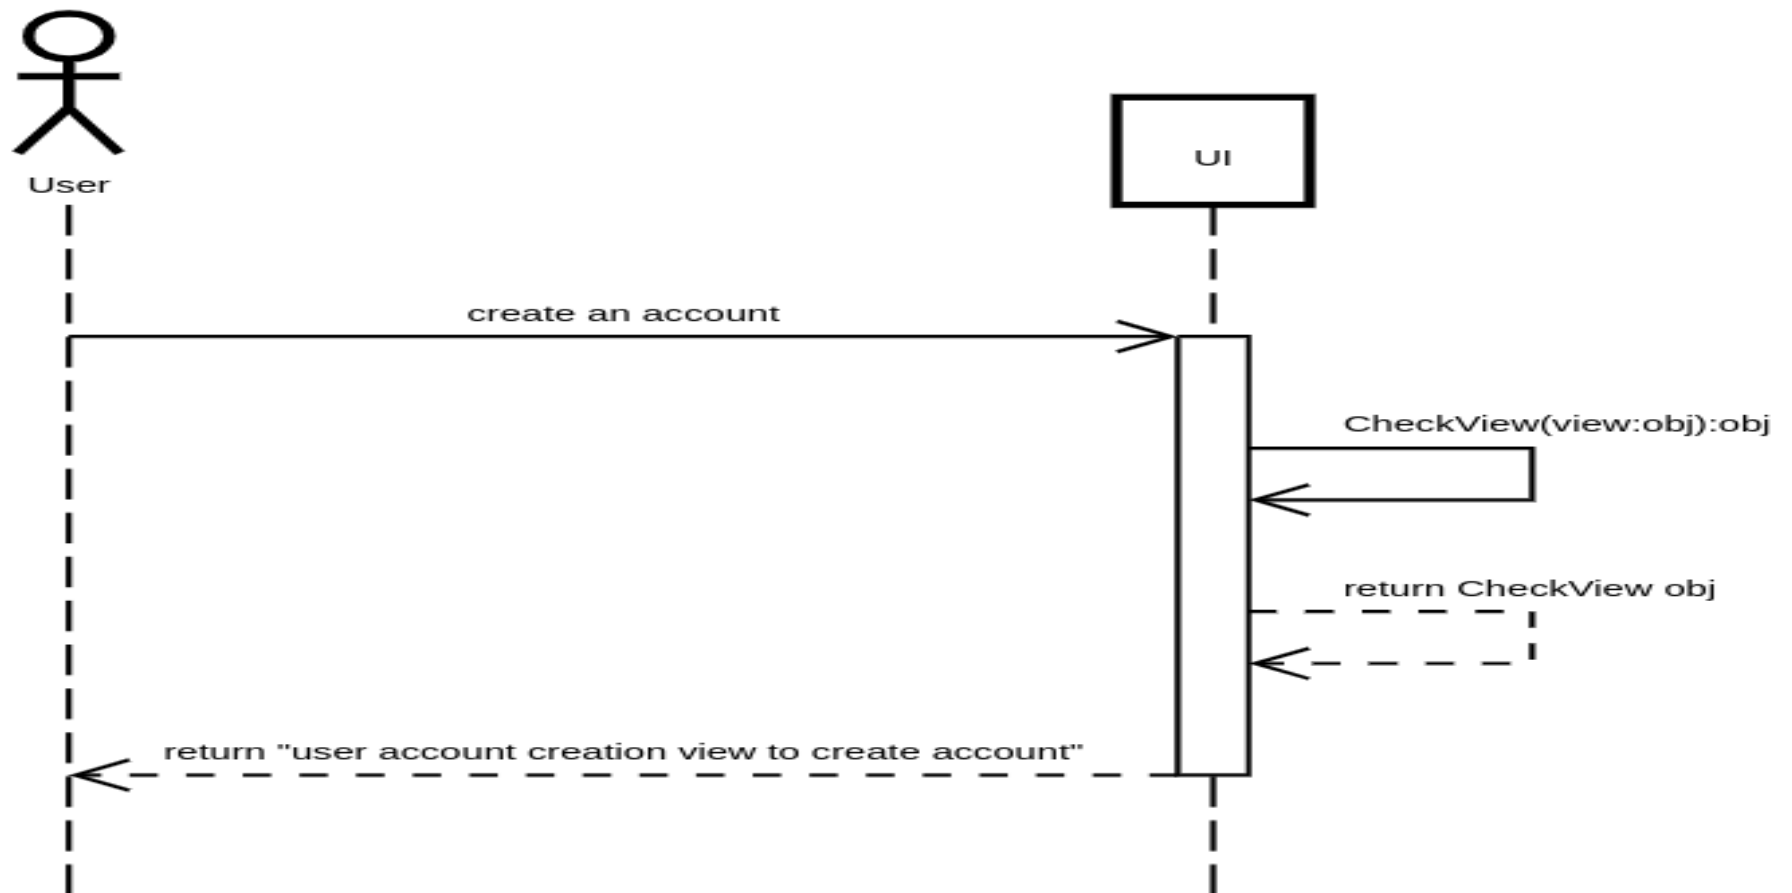 User
UI
create an account
CheckView(view:obj):obj
return CheckView obj
return "user account creation view to create account"